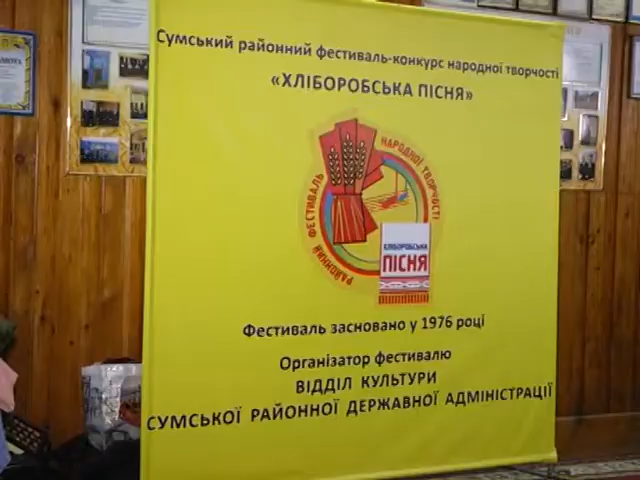 Сумський районний фестиваль-конкурс народної творчості
«ХЛІБОРОБСЬКА ПІСНЯ»
РАЙОННИЙ ФЕСТИВАЛЬ
НАРОДНОЇ ТВОРЧОСТІ
ХЛІБОРОБСЬКА
ПІСНЯ
Фестиваль засновано у 1976 році
Організатор фестивалю
ВІДДІЛ КУЛЬТУРИ
СУМСЬКОЇ РАЙОННОЇ ДЕРЖАВНОЇ АДМІНІСТРАЦІЇ